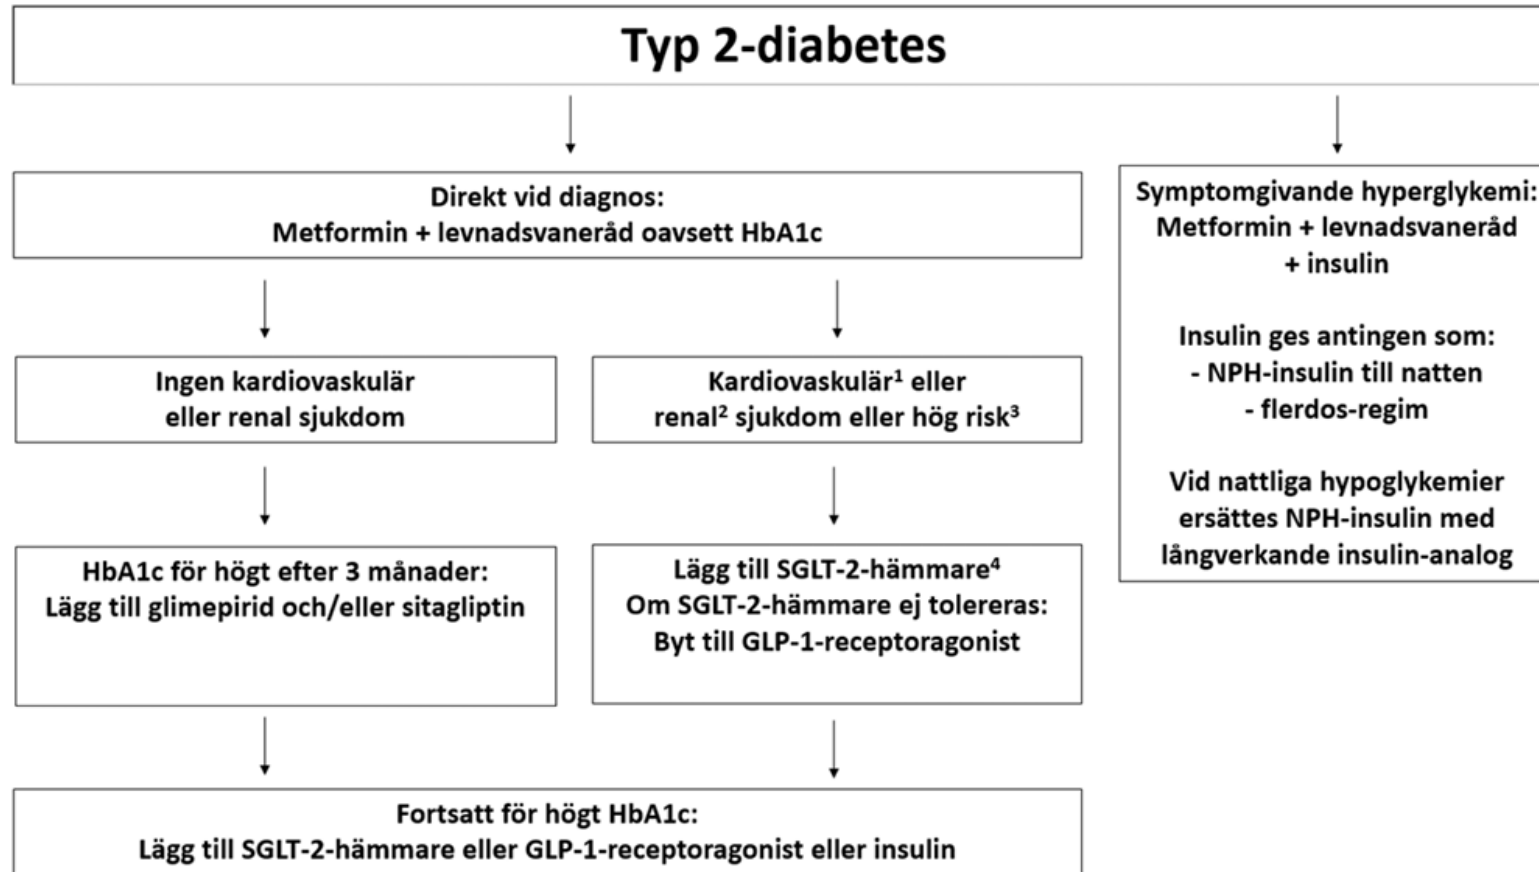 Typ 2-diabetes
Direkt vid diagnos:
Metformin + levnadsvaneråd oavsett HbA1c
Symptomgivande hyperglykemi:
Metformin + levnadsvaneråd
+ insulin
Insulin ges antingen som:
- NPH-insulin till natten
- flerdos-regim
Vid nattliga hypoglykemier
ersättes NPH-insulin med
långverkande insulin-analog
Ingen kardiovaskulär
eller renal sjukdom
Kardiovaskulär¹ eller
renal² sjukdom eller hög risk³
HbA1c för högt efter 3 månader:
Lägg till glimepirid och/eller sitagliptin
Lägg till SGLT-2-hämmare⁴
Om SGLT-2-hämmare ej tolereras:
Byt till GLP-1-receptoragonist
Fortsatt för högt HbA1c:
Lägg till SGLT-2-hämmare eller GLP-1-receptoragonist eller insulin